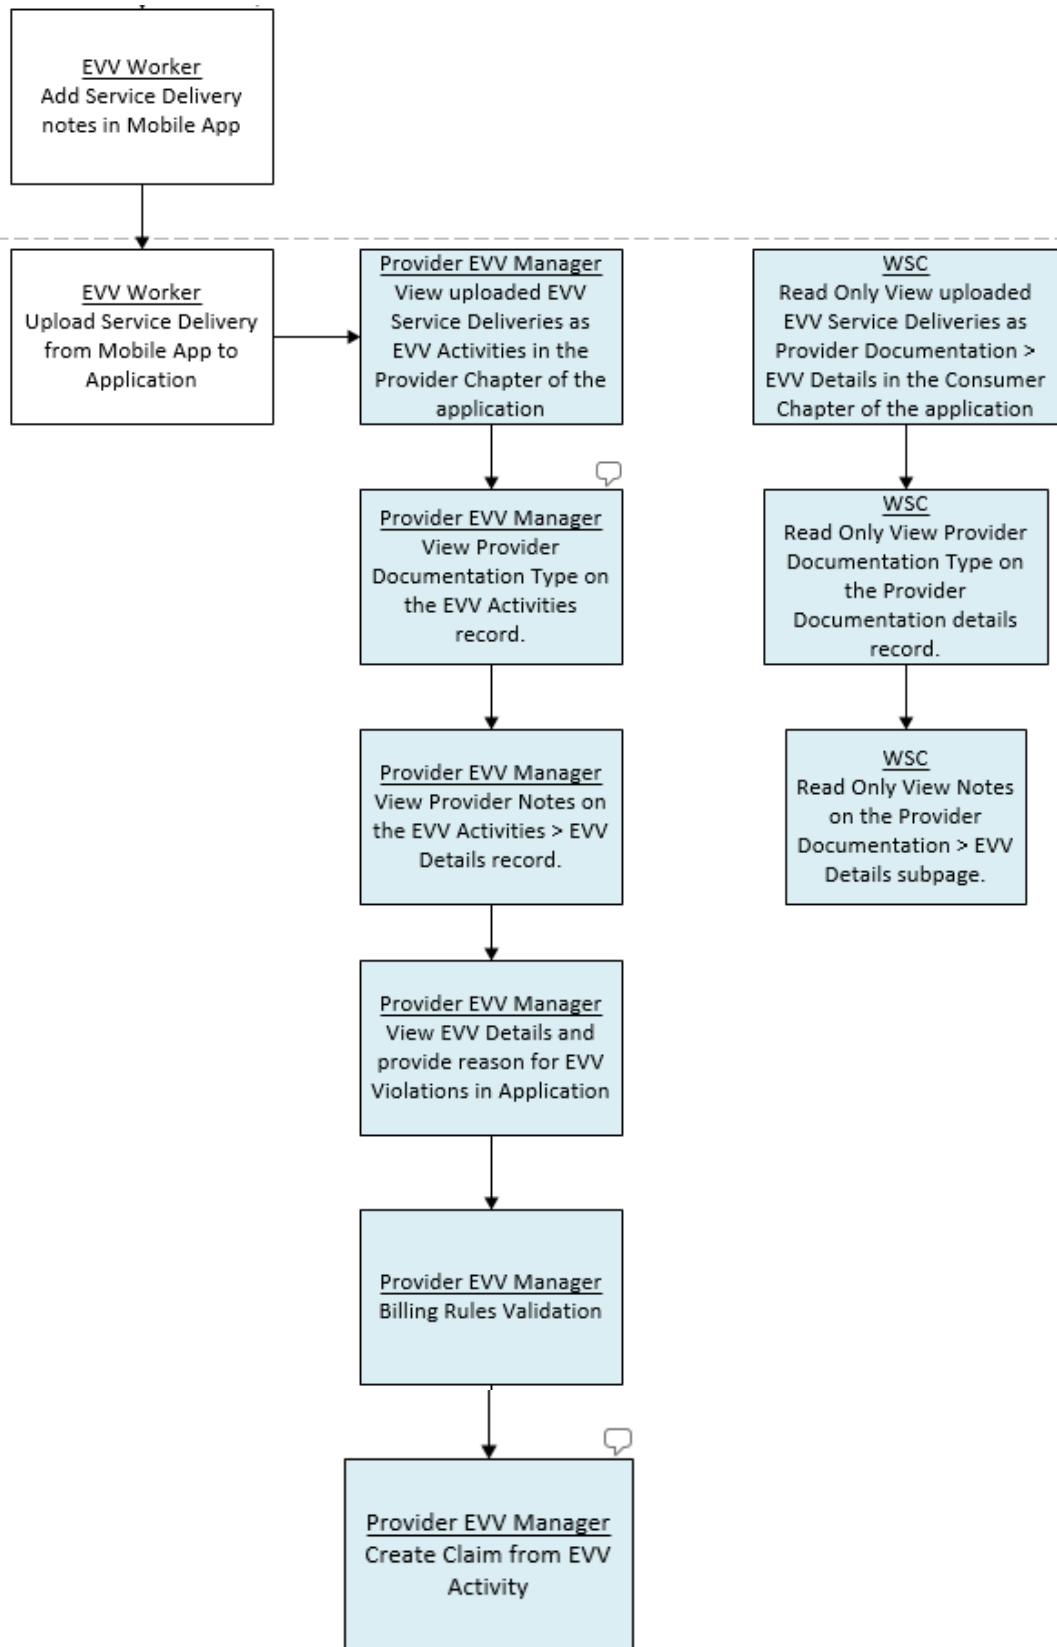 EVV Worker
Add Service Delivery
notes in Mobile App
EVV Worker
Upload Service Delivery
from Mobile App to
Application
Provider EVV Manager
View uploaded EVV
Service Deliveries as
EVV Activities in the
Provider Chapter of the
application
WSC
Read Only View uploaded
EVV Service Deliveries as
Provider Documentation >
EVV Details in the Consumer
Chapter of the application
Provider EVV Manager
View Provider
Documentation Type on
the EVV Activities
record.
WSC
Read Only View Provider
Documentation Type on
the Provider
Documentation details
record.
Provider EVV Manager
View Provider Notes on
the EVV Activities > EVV
Details record.
WSC
Read Only View Notes
on the Provider
Documentation > EVV
Details subpage.
Provider EVV Manager
View EVV Details and
provide reason for EVV
Violations in Application
Provider EVV Manager
Billing Rules Validation
Provider EVV Manager
Create Claim from EVV
Activity